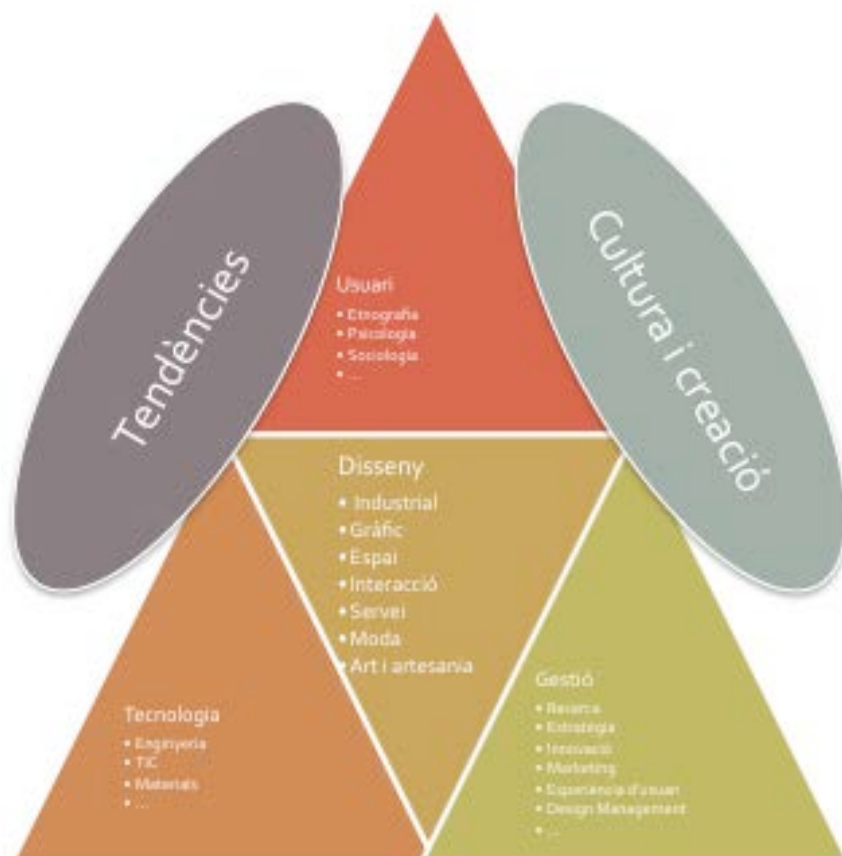 Tendències
Cultura i creació
Usuari
• Etnografia
• Psicologia
• Sociologia
• ...
Disseny
• Industrial
• Gràfic
• Espai
• Interacció
• Servei
• Moda
• Art i artesania
Tecnologia
• Enginyeria
• TIC
• Materials
• ...
Gestió
• Recerca
• Estratègia
• Innovació
• Marketing
• Experiència d'usuari
• Design Management
• ...